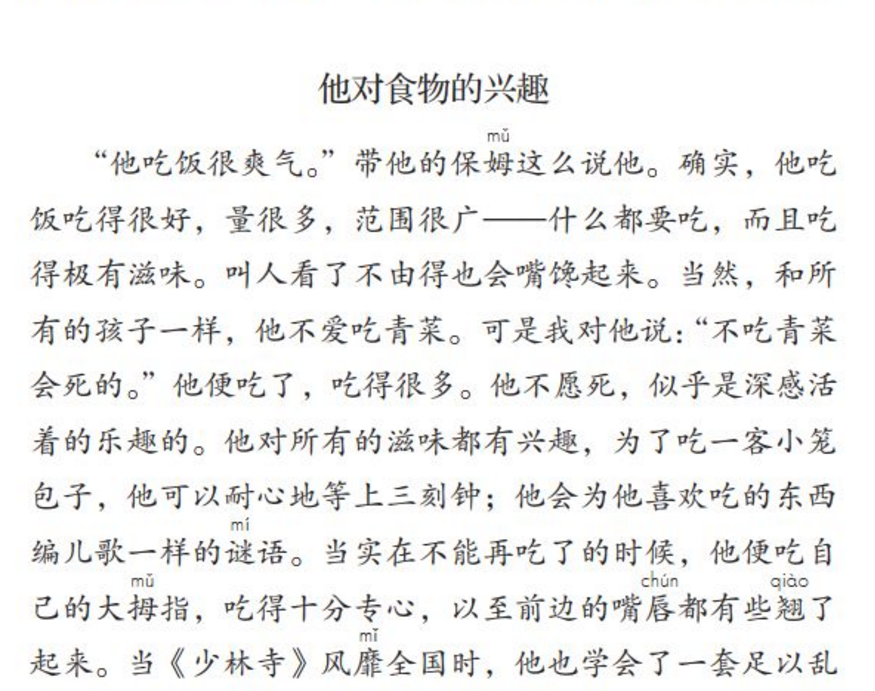 他对食物的兴趣
mǔ
“他吃饭很爽气。”带他的保姆这么说他。确实，他吃
饭吃得很好，量很多，范围很广——什么都要吃，而且吃
得极有滋味。叫人看了不由得也会嘴馋起来。当然，和所
有的孩子一样，他不爱吃青菜。可是我对他说：“不吃青菜
会死的。”他便吃了，吃得很多。他不愿死，似乎是深感活
着的乐趣的。他对所有的滋味都有兴趣，为了吃一客小笼
包子，他可以耐心地等上三刻钟；他会为他喜欢吃的东西
mí
编儿歌一样的谜语。当实在不能再吃了的时候，他便吃自
mǔ chún qiào
己的大拇指，吃得十分专心，以至前边的嘴唇都有些翘了
mǐ
起来。当《少林寺》风靡全国时，他也学会了一套足以乱